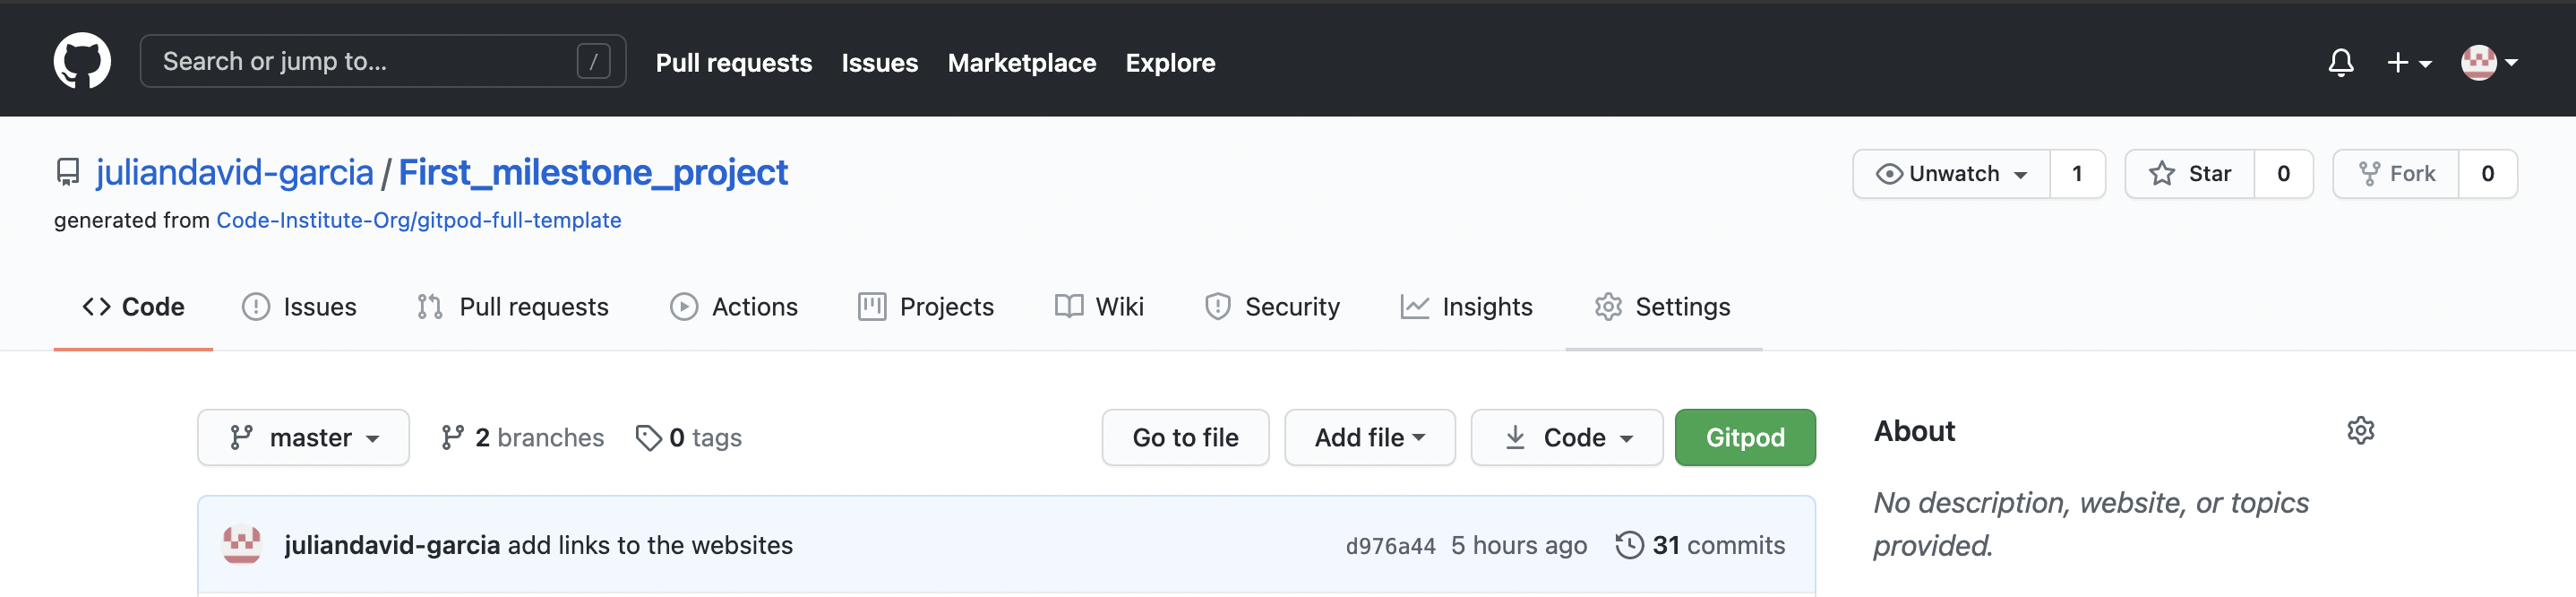 Search or jump to... / Pull requests Issues Marketplace Explore
juliandavid-garcia / First_milestone_project Unwatch 1 Star 0 Fork 0
generated from Code-Institute-Org/gitpod-full-template
Code Issues Pull requests Actions Projects Wiki Security Insights Settings
master 2 branches 0 tags Go to file Add file Code Gitpod About
No description, website, or topics
provided.
juliandavid-garcia add links to the websites d976a44 5 hours ago 31 commits